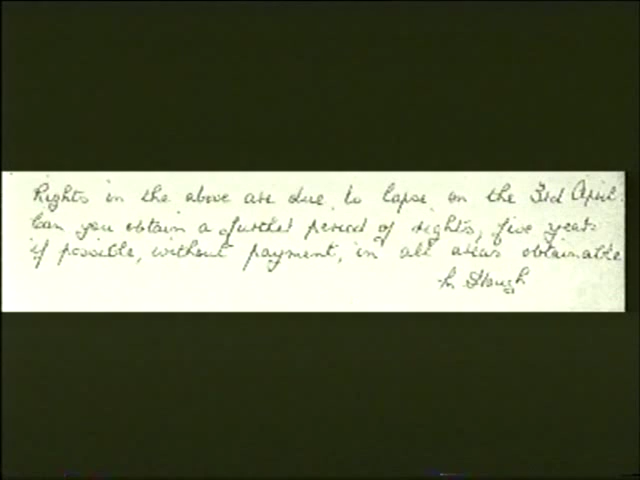 Rights in the above are due to lapse on the 3rd April.
Can you obtain a further period of rights, five years
if possible, without payment, in all areas obtainable